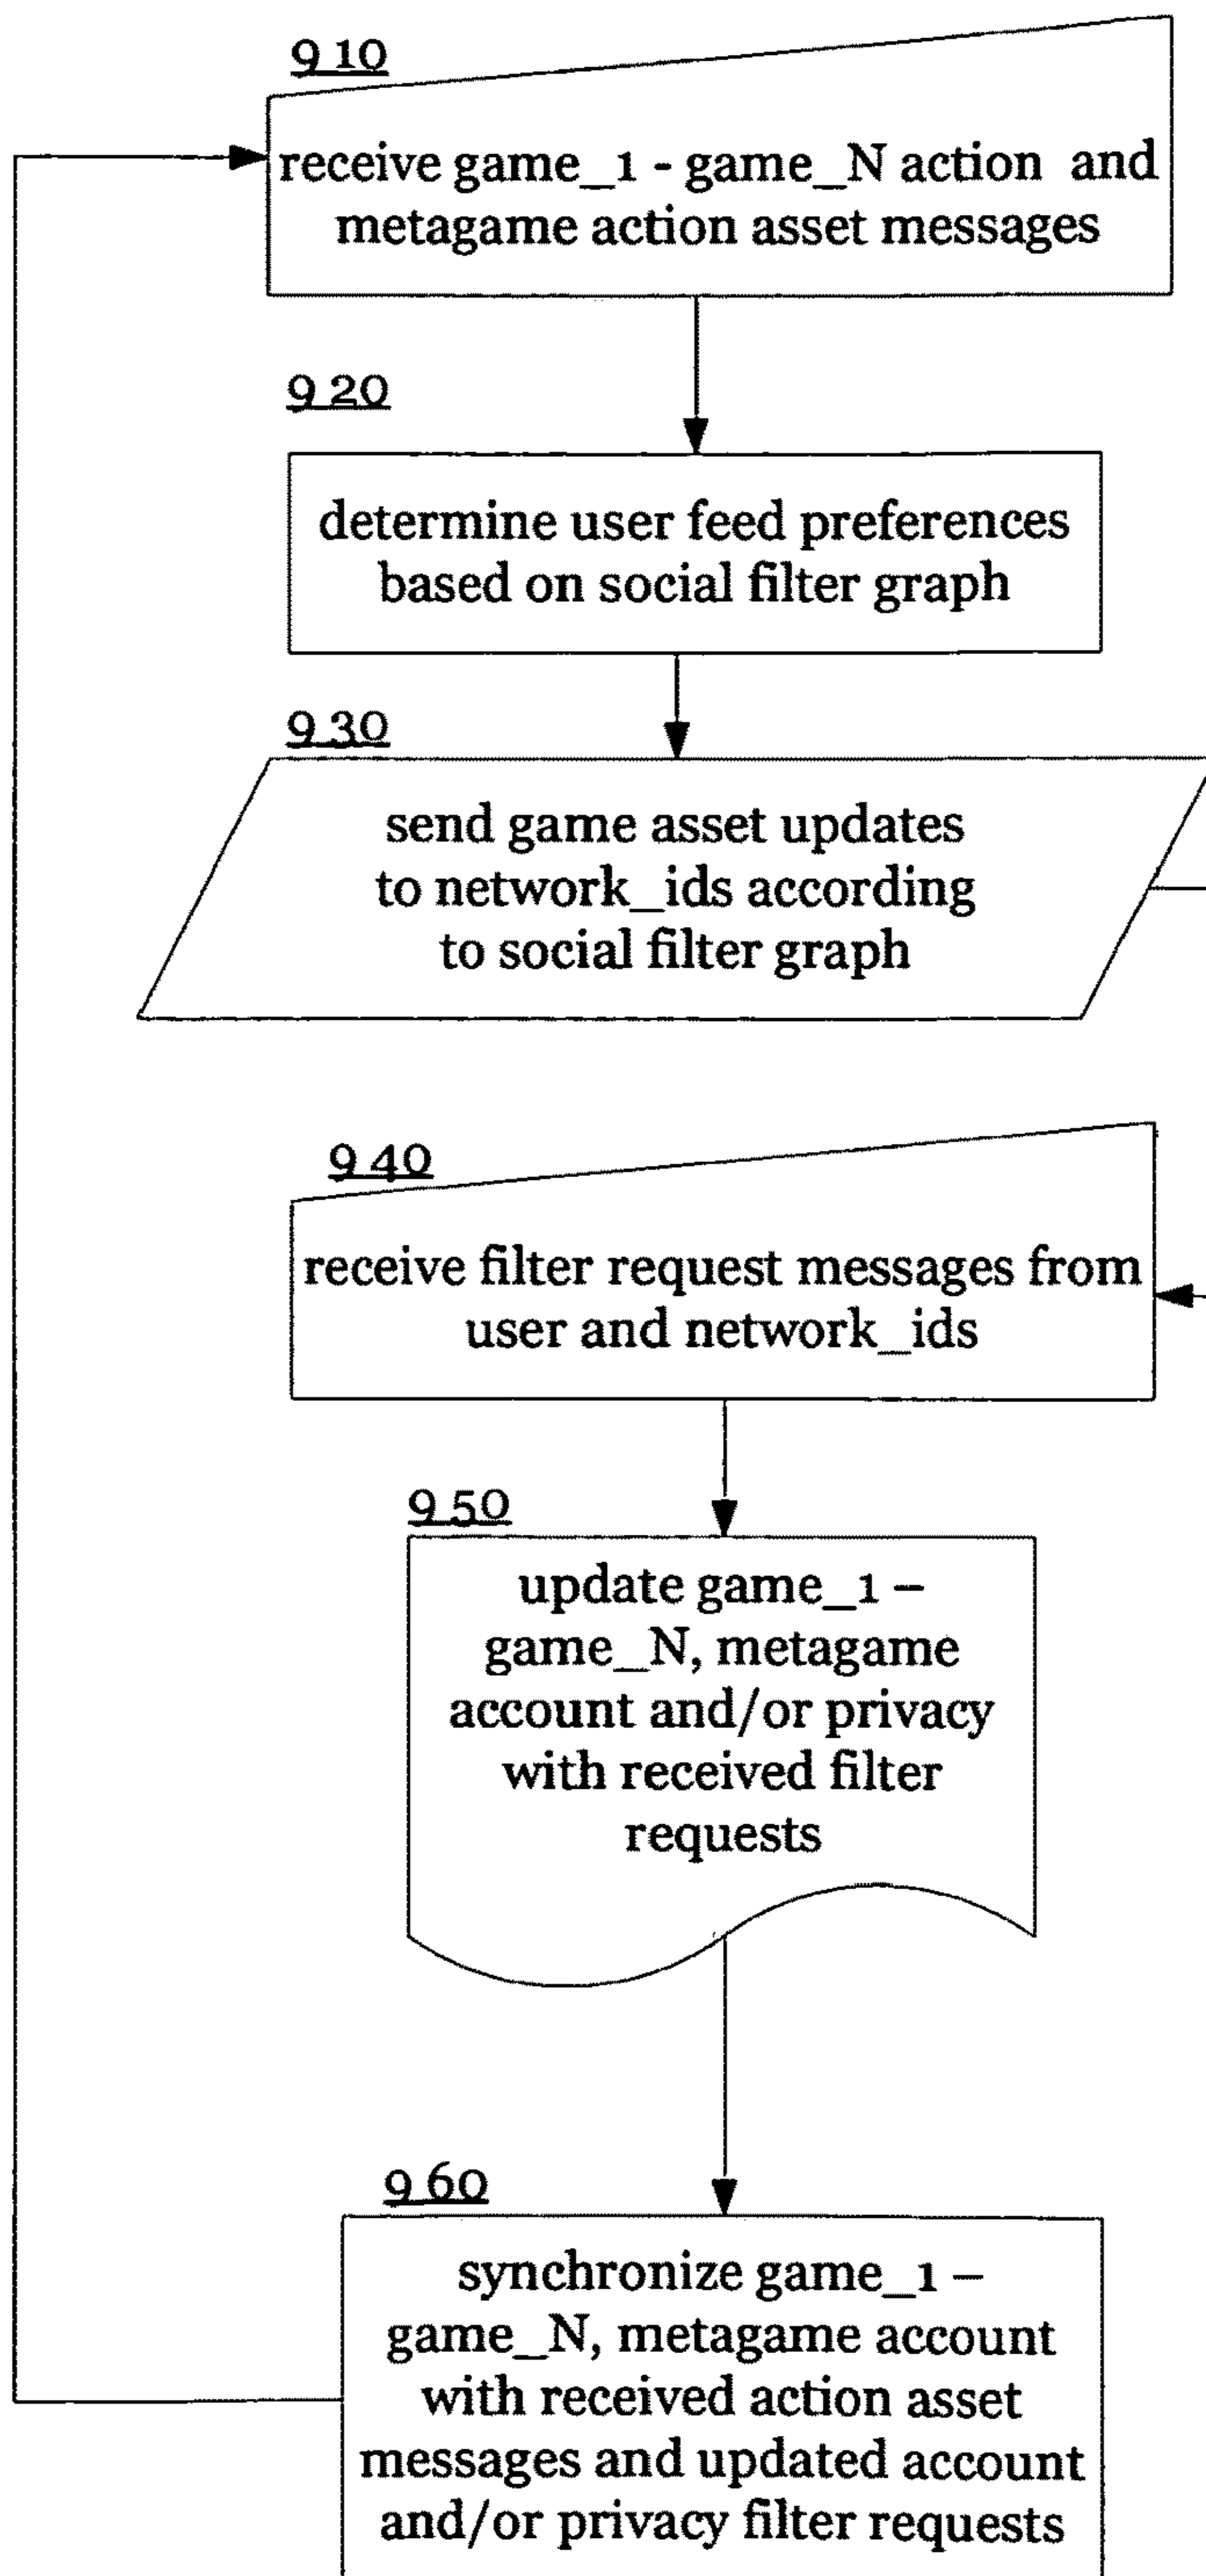 910
receive game_1 - game_N action and
metagame action asset messages
920
determine user feed preferences
based on social filter graph
930
send game asset updates
to network_ids according
to social filter graph
940
receive filter request messages from
user and network_ids
950
update game_1 –
game_N, metagame
account and/or privacy
with received filter
requests
960
synchronize game_1 –
game_N, metagame account
with received action asset
messages and updated account
and/or privacy filter requests